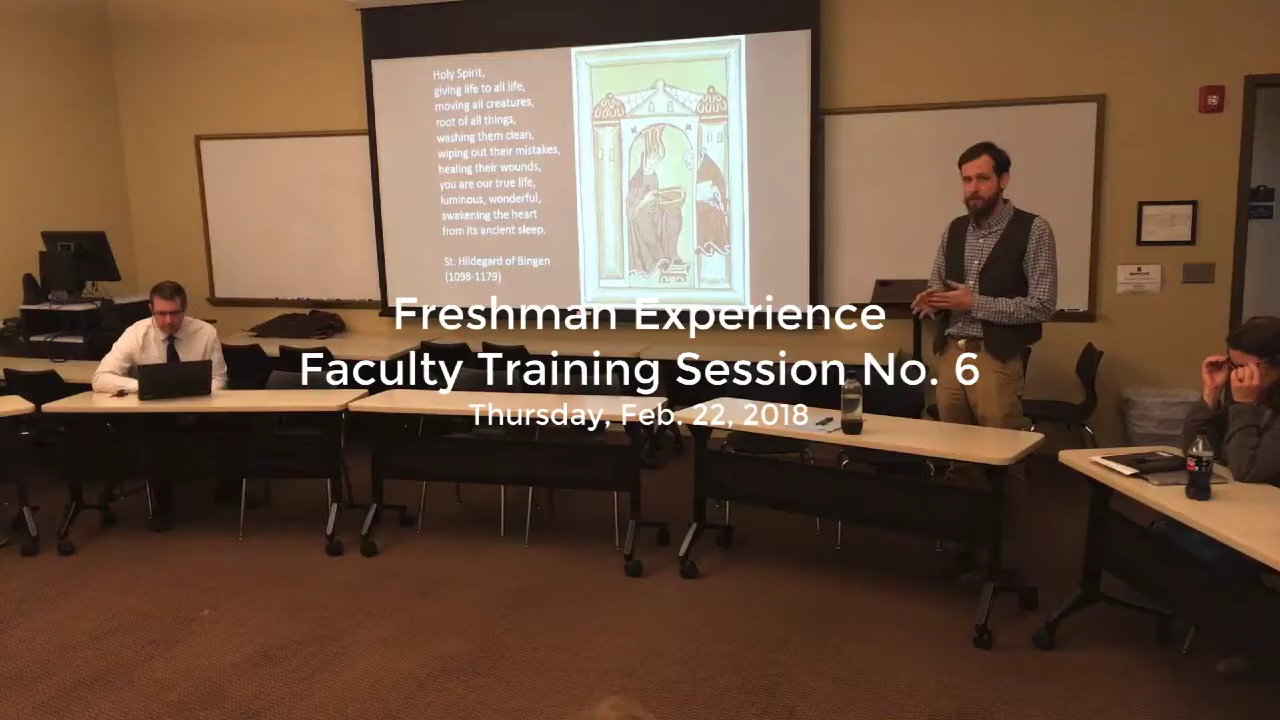 Holy Spirit,
giving life to all life,
moving all creatures,
root of all things,
washing them clean,
wiping out their mistakes,
healing their wounds,
you are our true life,
luminous, wonderful,
awakening the heart
from its ancient sleep.
St. Hildegard of Bingen
(1098-1179)
Freshman Experience
Faculty Training Session No. 6
Thursday, Feb. 22, 2018